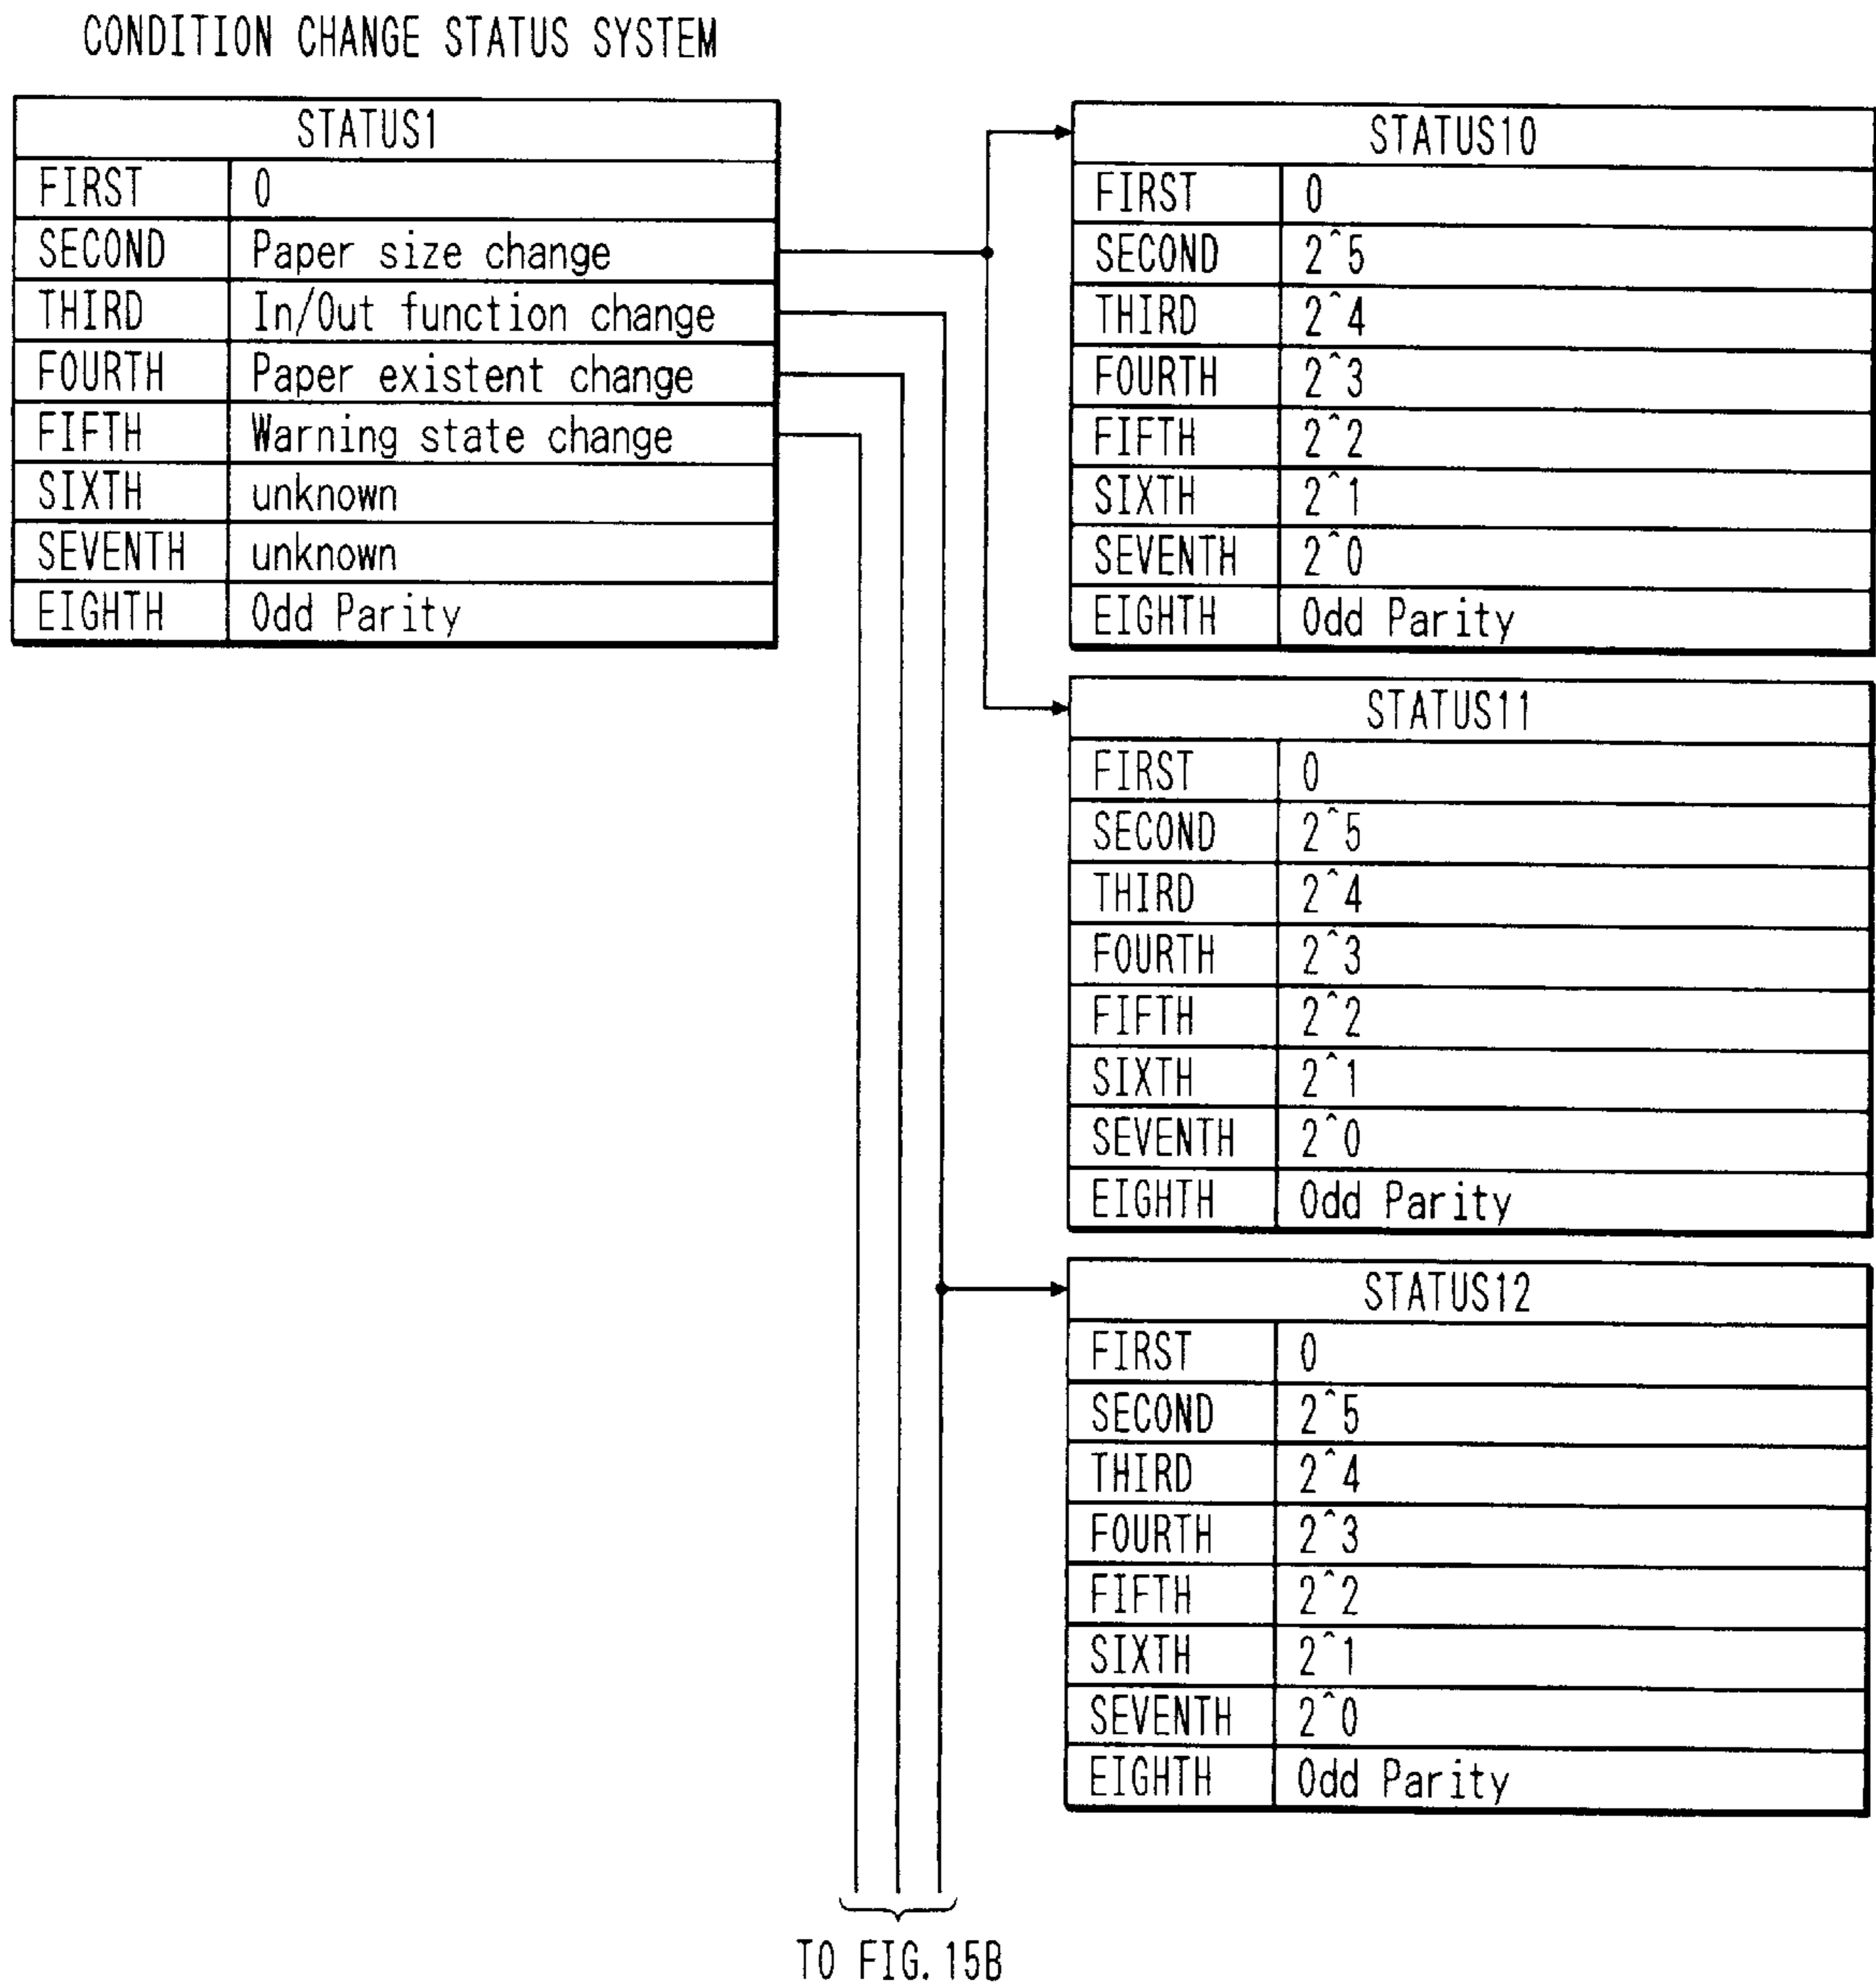 CONDITION CHANGE STATUS SYSTEM
STATUS1
FIRST 0
SECOND Paper size change
THIRD In/Out function change
FOURTH Paper existent change
FIFTH Warning state change
SIXTH unknown
SEVENTH unknown
EIGHTH Odd Parity
STATUS10
FIRST 0
SECOND 2^5
THIRD 2^4
FOURTH 2^3
FIFTH 2^2
SIXTH 2^1
SEVENTH 2^0
EIGHTH Odd Parity
STATUS11
FIRST 0
SECOND 2^5
THIRD 2^4
FOURTH 2^3
FIFTH 2^2
SIXTH 2^1
SEVENTH 2^0
EIGHTH Odd Parity
STATUS12
FIRST 0
SECOND 2^5
THIRD 2^4
FOURTH 2^3
FIFTH 2^2
SIXTH 2^1
SEVENTH 2^0
EIGHTH Odd Parity
TO FIG.15B